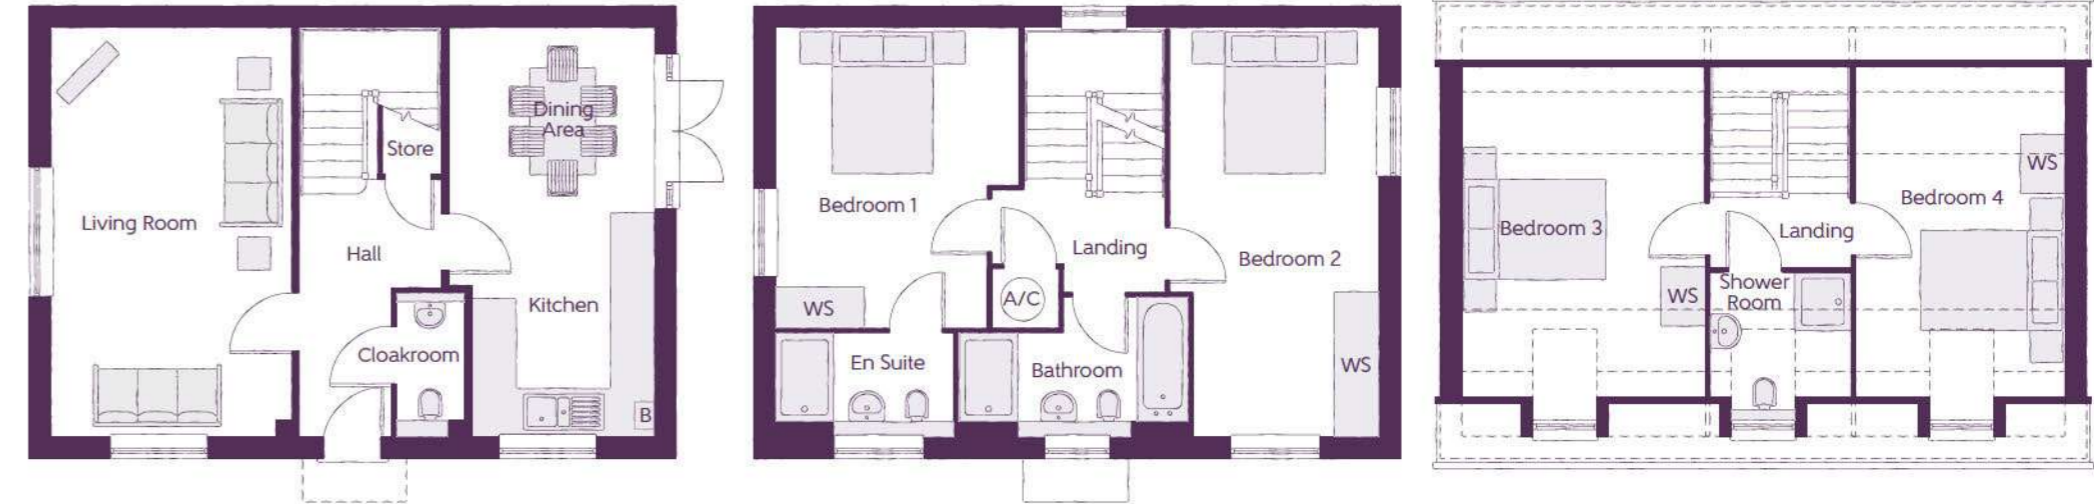 Living Room
Hall
Store
Dining
Area
Kitchen
Cloakroom
B
Bedroom 1
WS
En Suite
A/C
Landing
Bathroom
Bedroom 2
WS
Bedroom 3
WS
Shower
Room
Landing
Bedroom 4
WS